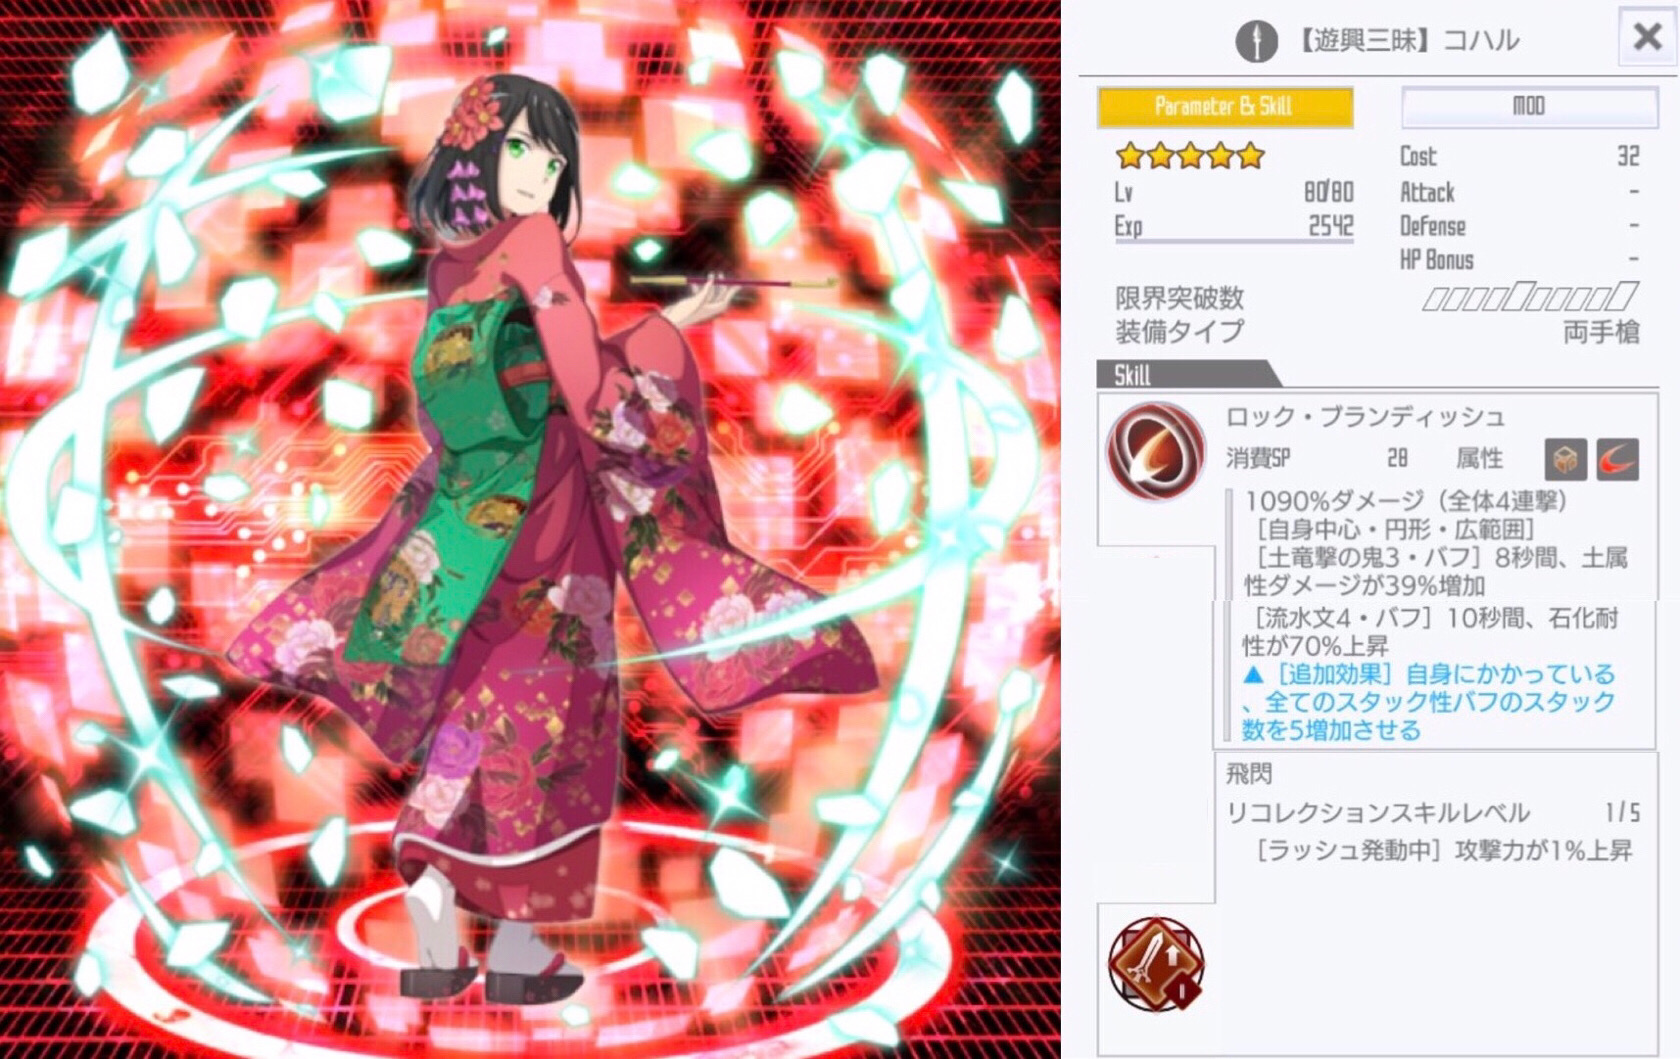 【遊興三昧】コハル
Parameter & Skill
MOD
Lv 80/80
Exp 2542
Cost 32
Attack -
Defense -
HP Bonus -
限界突破数
装備タイプ 両手槍
Skill
ロック・ブランディッシュ
消費SP 28 属性
1090%ダメージ（全体4連撃）
［自身中心・円形・広範囲］
［土竜撃の鬼3・バフ］8秒間、土属
性ダメージが39%増加
［流水文4・バフ］10秒間、石化耐
性が70%上昇
▲［追加効果］自身にかかっている
、全てのスタック性バフのスタック
数を5増加させる
飛閃
リコレクションスキルレベル 1/5
［ラッシュ発動中］攻撃力が1%上昇
I